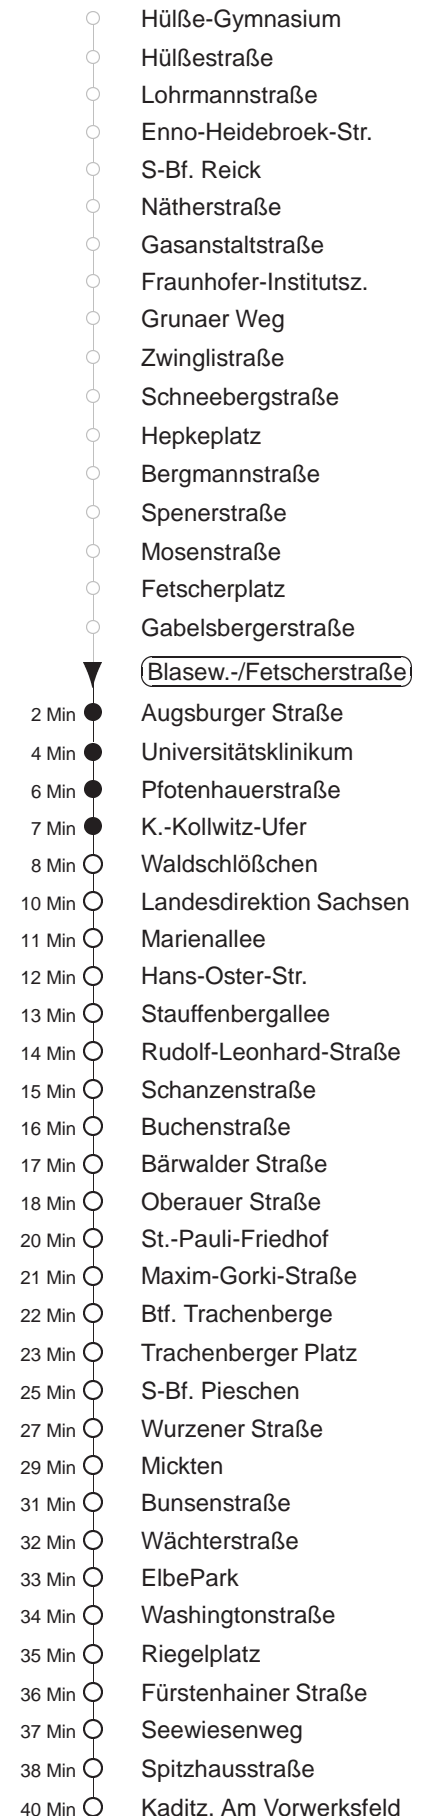 Hülße-Gymnasium
Hülßestraße
Lohrmannstraße
Enno-Heidebroek-Str.
S-Bf. Reick
Nätherstraße
Gasanstaltstraße
Fraunhofer-Institutsz.
Grunaer Weg
Zwinglistraße
Schneebergstraße
Hepkeplatz
Bergmannstraße
Spenerstraße
Mosenstraße
Fetscherplatz
Gabelsbergerstraße
Blasew.-/Fetscherstraße
2 Min Augsburger Straße
4 Min Universitätsklinikum
6 Min Pfotenhauerstraße
7 Min K.-Kollwitz-Ufer
8 Min Waldschlößchen
10 Min Landesdirektion Sachsen
11 Min Marienallee
12 Min Hans-Oster-Str.
13 Min Stauffenbergallee
14 Min Rudolf-Leonhard-Straße
15 Min Schanzenstraße
16 Min Buchenstraße
17 Min Bärwalder Straße
18 Min Oberauer Straße
20 Min St.-Pauli-Friedhof
21 Min Maxim-Gorki-Straße
22 Min Btf. Trachenberge
23 Min Trachenberger Platz
25 Min S-Bf. Pieschen
27 Min Wurzener Straße
29 Min Mickten
31 Min Bunsenstraße
32 Min Wächterstraße
33 Min ElbePark
34 Min Washingtonstraße
35 Min Riegelplatz
36 Min Fürstenhainer Straße
37 Min Seewiesenweg
38 Min Spitzhausstraße
40 Min Kaditz, Am Vorwerksfeld